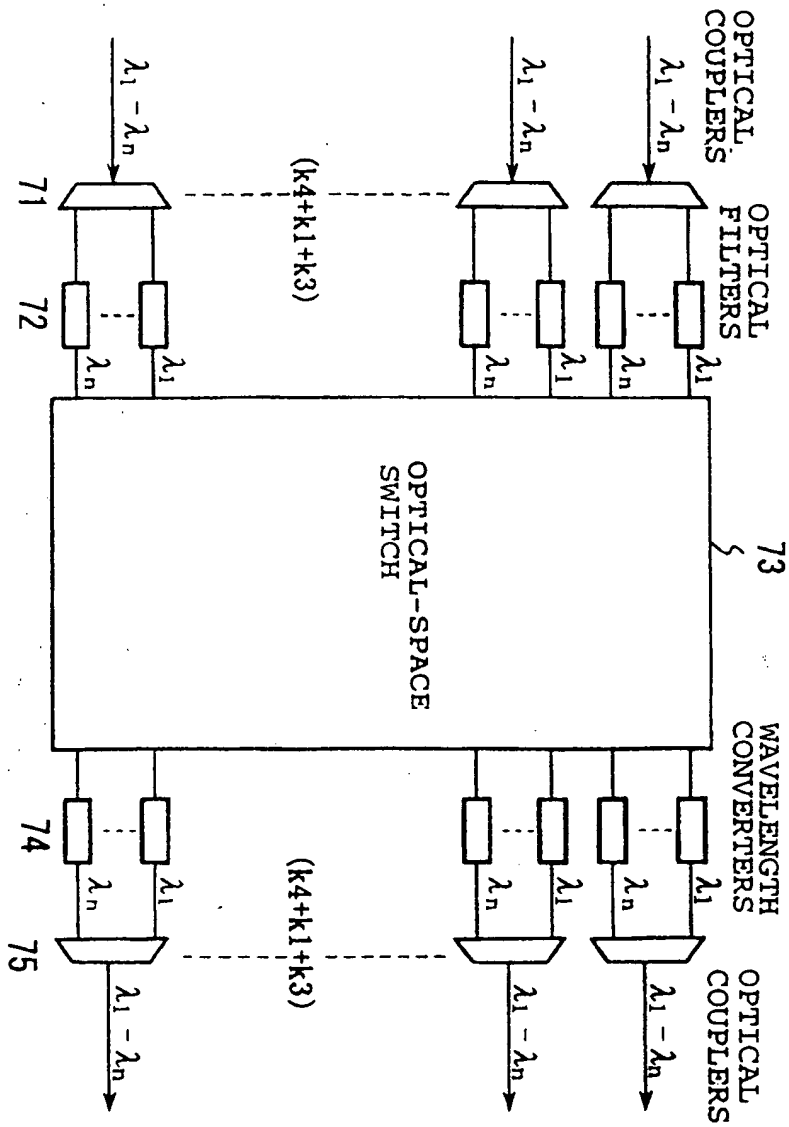 73
OPTICAL
COUPLERS
OPTICAL
FILTERS
WAVELENGTH
CONVERTERS
OPTICAL
COUPLERS
λ1
λ1
λ1 - λn
λ1 - λn
λn
λn
λ1
λ1
λ1 - λn
λ1 - λn
λn
λn
OPTICAL-SPACE
SWITCH
(k4+k1+k3)
(k4+k1+k3)
λ1
λ1
λ1 - λn
λ1 - λn
λn
λn
71
72
74
75